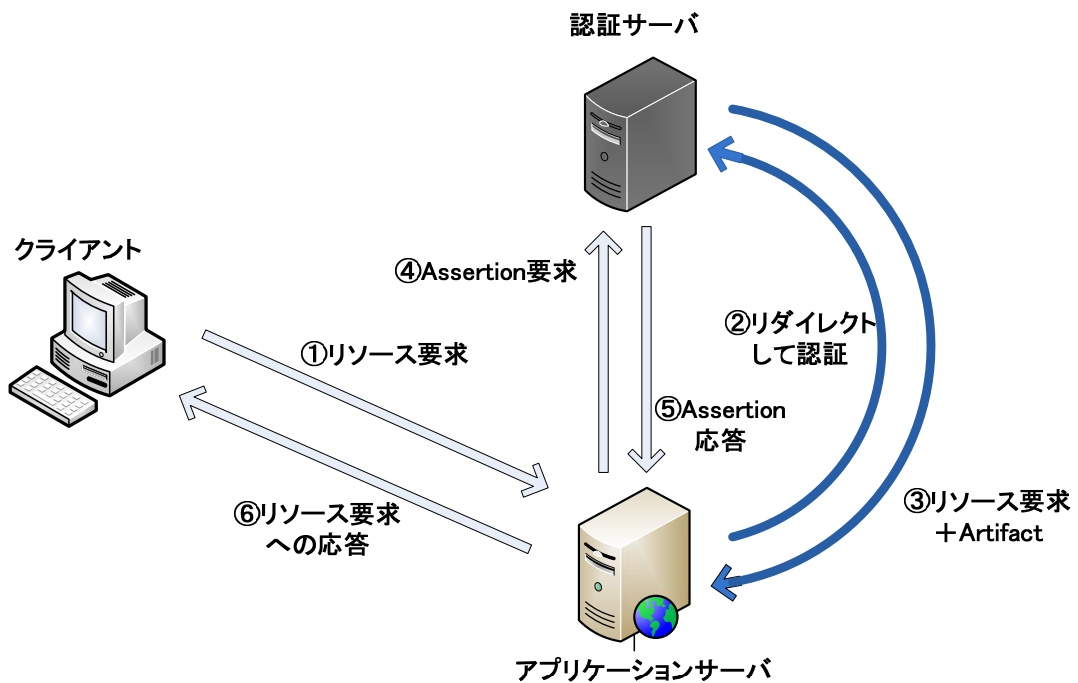 認証サーバ
クライアント
④Assertion要求
①リソース要求
②リダイレクト
して認証
⑤Assertion
応答
③リソース要求
＋Artifact
⑥リソース要求
への応答
アプリケーションサーバ